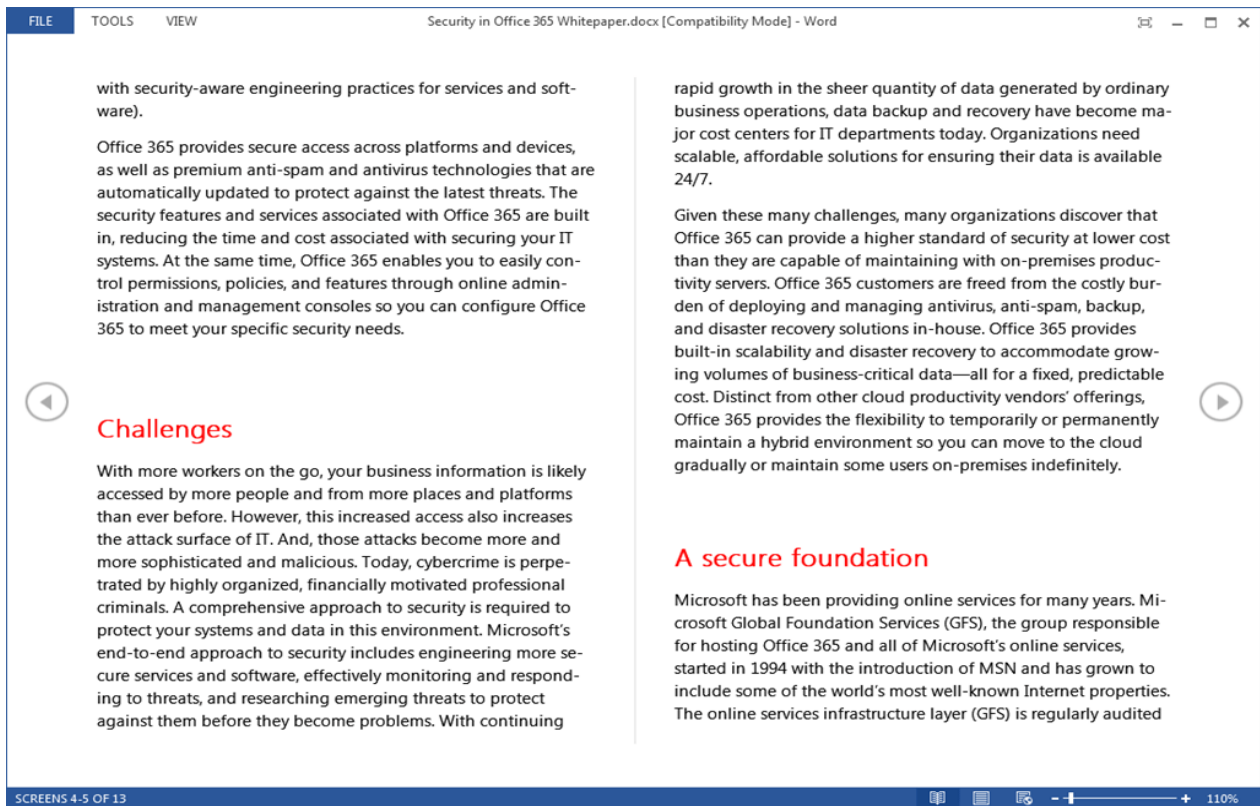 FILE TOOLS VIEW Security in Office 365 Whitepaper.docx [Compatibility Mode] - Word
with security-aware engineering practices for services and soft-
ware).
Office 365 provides secure access across platforms and devices,
as well as premium anti-spam and antivirus technologies that are
automatically updated to protect against the latest threats. The
security features and services associated with Office 365 are built
in, reducing the time and cost associated with securing your IT
systems. At the same time, Office 365 enables you to easily con-
trol permissions, policies, and features through online admin-
istration and management consoles so you can configure Office
365 to meet your specific security needs.
Challenges
With more workers on the go, your business information is likely
accessed by more people and from more places and platforms
than ever before. However, this increased access also increases
the attack surface of IT. And, those attacks become more and
more sophisticated and malicious. Today, cybercrime is perpe-
trated by highly organized, financially motivated professional
criminals. A comprehensive approach to security is required to
protect your systems and data in this environment. Microsoft's
end-to-end approach to security includes engineering more se-
cure services and software, effectively monitoring and respond-
ing to threats, and researching emerging threats to protect
against them before they become problems. With continuing
rapid growth in the sheer quantity of data generated by ordinary
business operations, data backup and recovery have become ma-
jor cost centers for IT departments today. Organizations need
scalable, affordable solutions for ensuring their data is available
24/7.
Given these many challenges, many organizations discover that
Office 365 can provide a higher standard of security at lower cost
than they are capable of maintaining with on-premises produc-
tivity servers. Office 365 customers are freed from the costly bur-
den of deploying and managing antivirus, anti-spam, backup,
and disaster recovery solutions in-house. Office 365 provides
built-in scalability and disaster recovery to accommodate grow-
ing volumes of business-critical data—all for a fixed, predictable
cost. Distinct from other cloud productivity vendors' offerings,
Office 365 provides the flexibility to temporarily or permanently
maintain a hybrid environment so you can move to the cloud
gradually or maintain some users on-premises indefinitely.
A secure foundation
Microsoft has been providing online services for many years. Mi-
crosoft Global Foundation Services (GFS), the group responsible
for hosting Office 365 and all of Microsoft's online services,
started in 1994 with the introduction of MSN and has grown to
include some of the world's most well-known Internet properties.
The online services infrastructure layer (GFS) is regularly audited
SCREENS 4-5 OF 13 110%